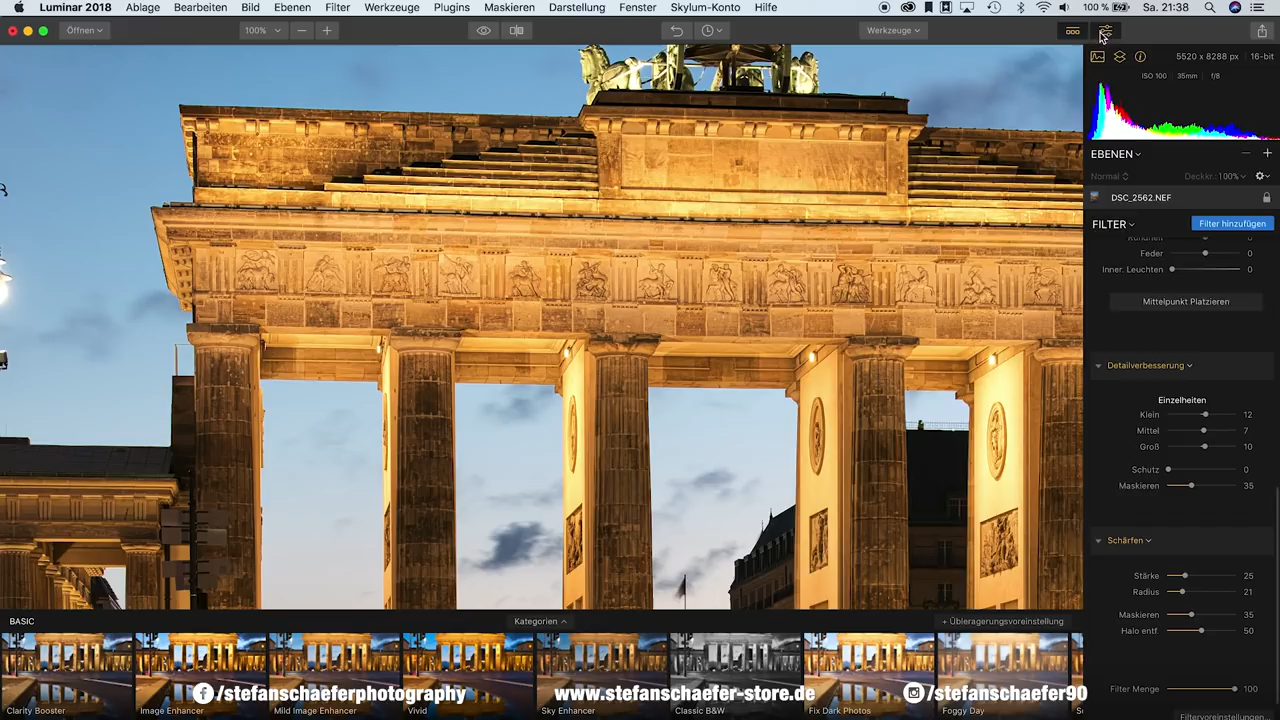 Luminar 2018 Ablage Bearbeiten Bild Ebenen Filter Werkzeuge Plugins Maskieren Darstellung Fenster Skylum-Konto Hilfe 100 % Sa. 21:38
Öffnen 100% Werkzeuge
5520 x 8288 px 16-bit
ISO 100 35mm f/8
EBENEN
Normal Deckkr.: 100%
DSC_2562.NEF
FILTER Filter hinzufügen
Rundheit 0
Feder 0
Inner. Leuchten 0
Mittelpunkt Platzieren
Detailverbesserung
Einzelheiten
Klein 12
Mittel 7
Groß 10
Schutz 0
Maskieren 35
Schärfen
Stärke 25
Radius 21
Maskieren 35
Halo entf. 50
Filter Menge 100
Filtervoreinstellungen...
BASIC Kategorien + Überlagerungsvoreinstellung
Clarity Booster Image Enhancer Mild Image Enhancer Vivid Sky Enhancer Classic B&W Fix Dark Photos Foggy Day
/stefanschaeferphotography www.stefanschaefer-store.de /stefanschaefer90